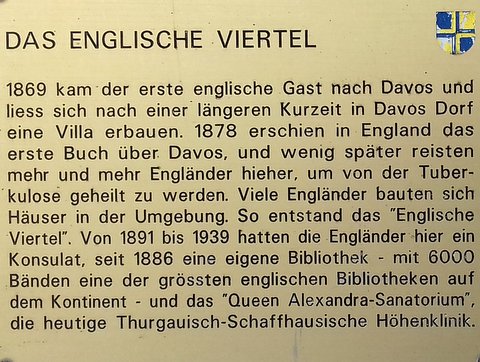 DAS ENGLISCHE VIERTEL
1869 kam der erste englische Gast nach Davos und
liess sich nach einer längeren Kurzeit in Davos Dorf
eine Villa erbauen. 1878 erschien in England das
erste Buch über Davos, und wenig später reisten
mehr und mehr Engländer hieher, um von der Tuber-
kulose geheilt zu werden. Viele Engländer bauten sich
Häuser in der Umgebung. So entstand das "Englische
Viertel". Von 1891 bis 1939 hatten die Engländer hier ein
Konsulat, seit 1886 eine eigene Bibliothek - mit 6000
Bänden eine der grössten englischen Bibliotheken auf
dem Kontinent - und das "Queen Alexandra-Sanatorium",
die heutige Thurgauisch-Schaffhausische Höhenklinik.